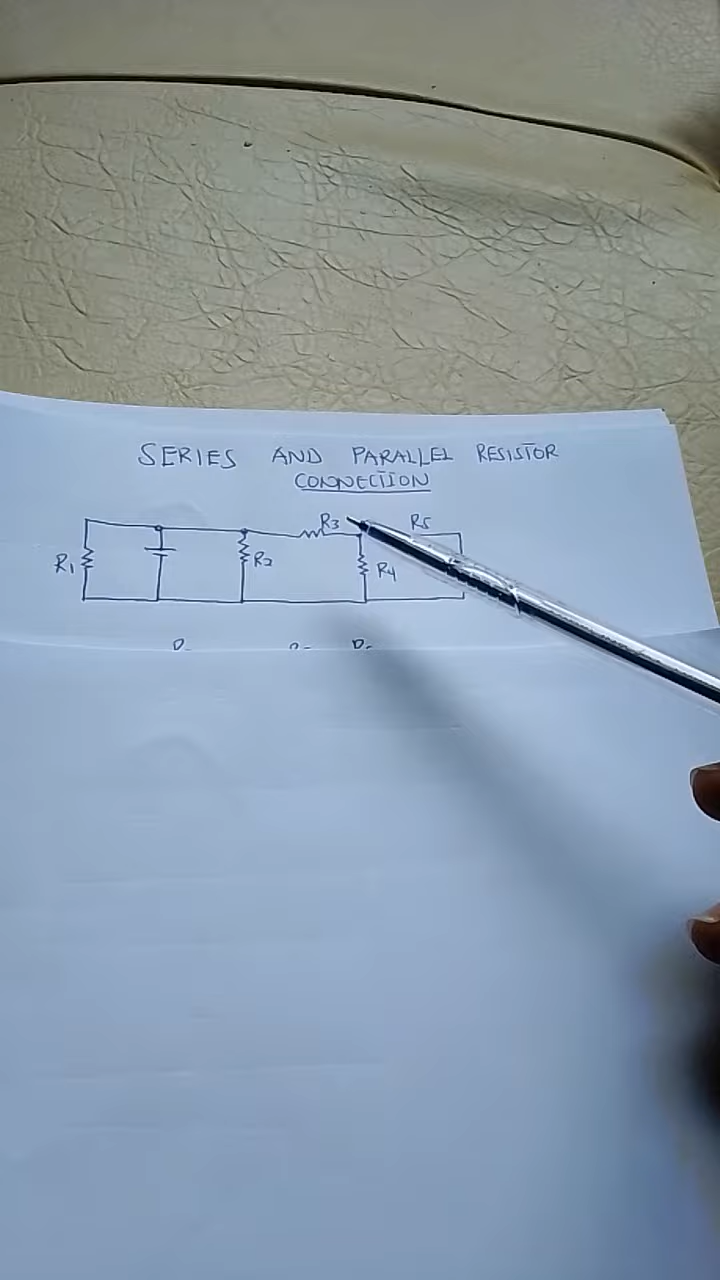 SERIES AND PARALLEL RESISTOR
CONNECTION
R3 R5
R1 R2 R4